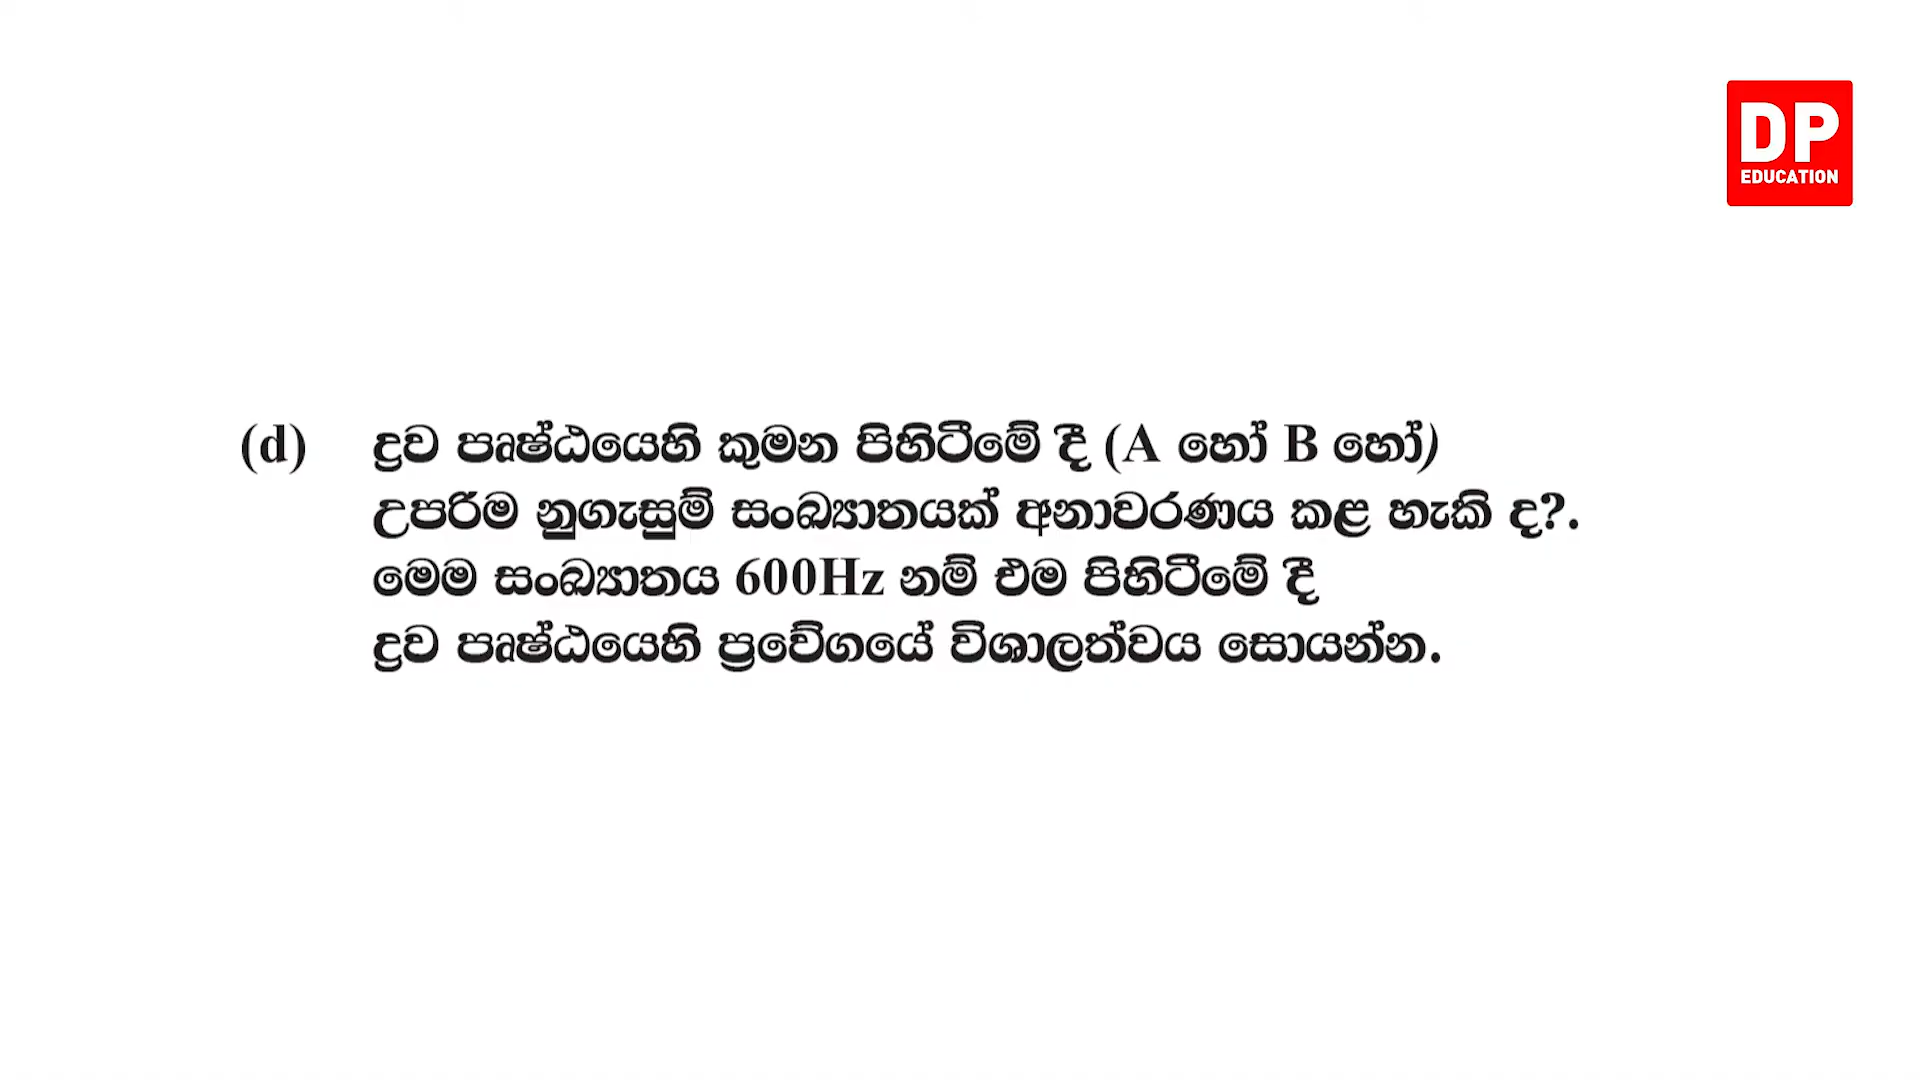 DP
EDUCATION
(d) ද්‍රව පෘෂ්ඨයෙහි කුමන පිහිටීමේ දී (A හෝ B හෝ)
උපරිම නුගැසුම් සංඛ්‍යාතයක් අනාවරණය කළ හැකි ද?.
මෙම සංඛ්‍යාතය 600Hz නම් එම පිහිටීමේ දී
ද්‍රව පෘෂ්ඨයෙහි ප්‍රවේගයේ විශාලත්වය සොයන්න.